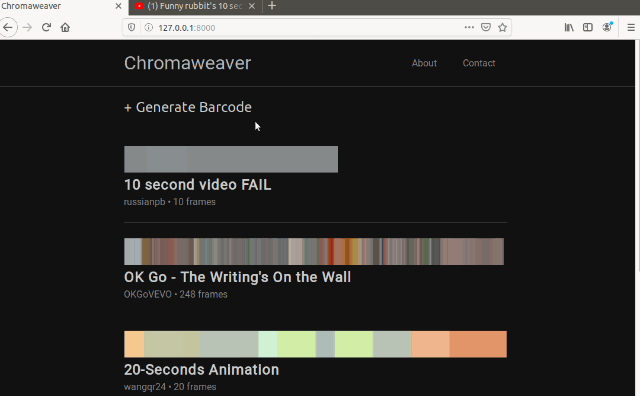 Chromaweaver
(1) Funny rubbit's 10 sec
127.0.0.1:8000
Chromaweaver
About
Contact
+ Generate Barcode
10 second video FAIL
russianpb • 10 frames
OK Go - The Writing's On the Wall
OKGoVEVO • 248 frames
20-Seconds Animation
wangqr24 • 20 frames